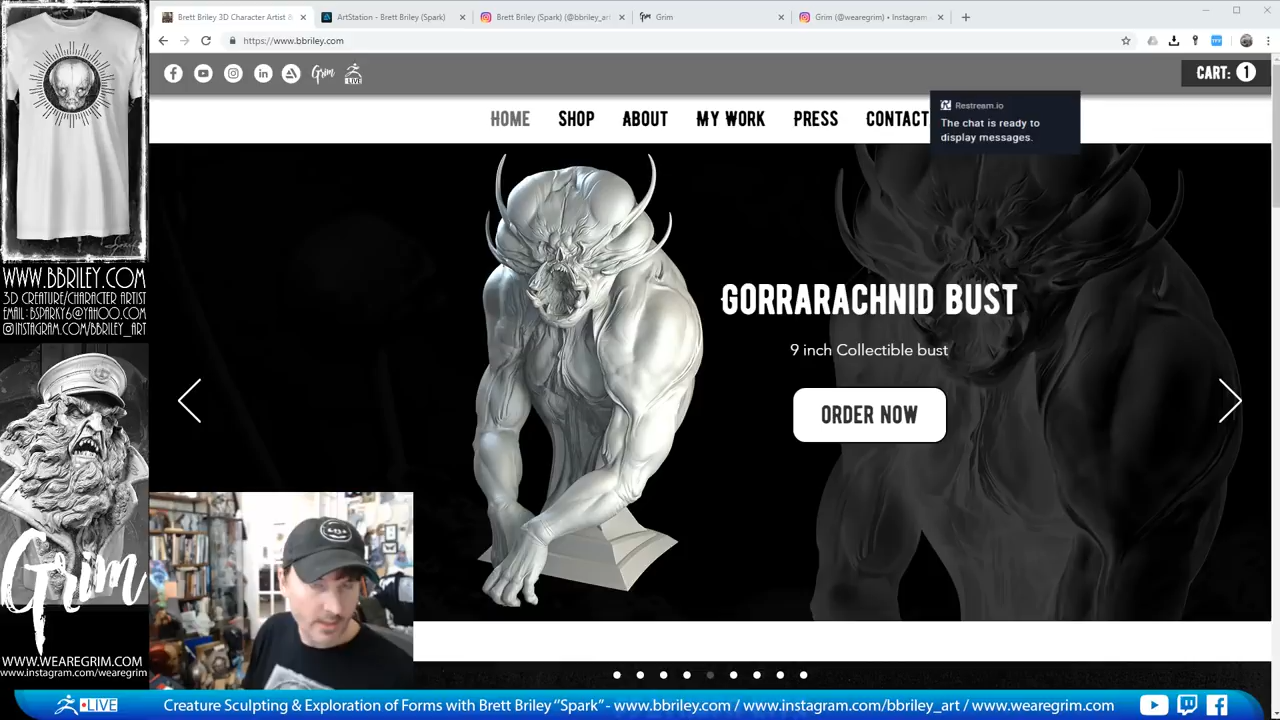 Brett Briley 3D Character Artist &
ArtStation - Brett Briley (Spark)
Brett Briley (Spark) (@bbriley_ar
Grim
Grim (@wearegrim) • Instagram
https://www.bbriley.com
Grim
LIVE
CART: 1
HOME
SHOP
ABOUT
MY WORK
PRESS
CONTACT
Restream.io
The chat is ready to
display messages.
GORRARACHNID BUST
9 inch Collectible bust
ORDER NOW
WWW.BBRILEY.COM
3D CREATURE/CHARACTER ARTIST
EMAIL: BSPARKY6@YAHOO.COM
INSTAGRAM.COM/BBRILEY_ART
Grim
WWW.WEAREGRIM.COM
www.instagram.com/wearegrim
LIVE
Creature Sculpting & Exploration of Forms with Brett Briley "Spark" - www.bbriley.com / www.instagram.com/bbriley_art / www.wearegrim.com